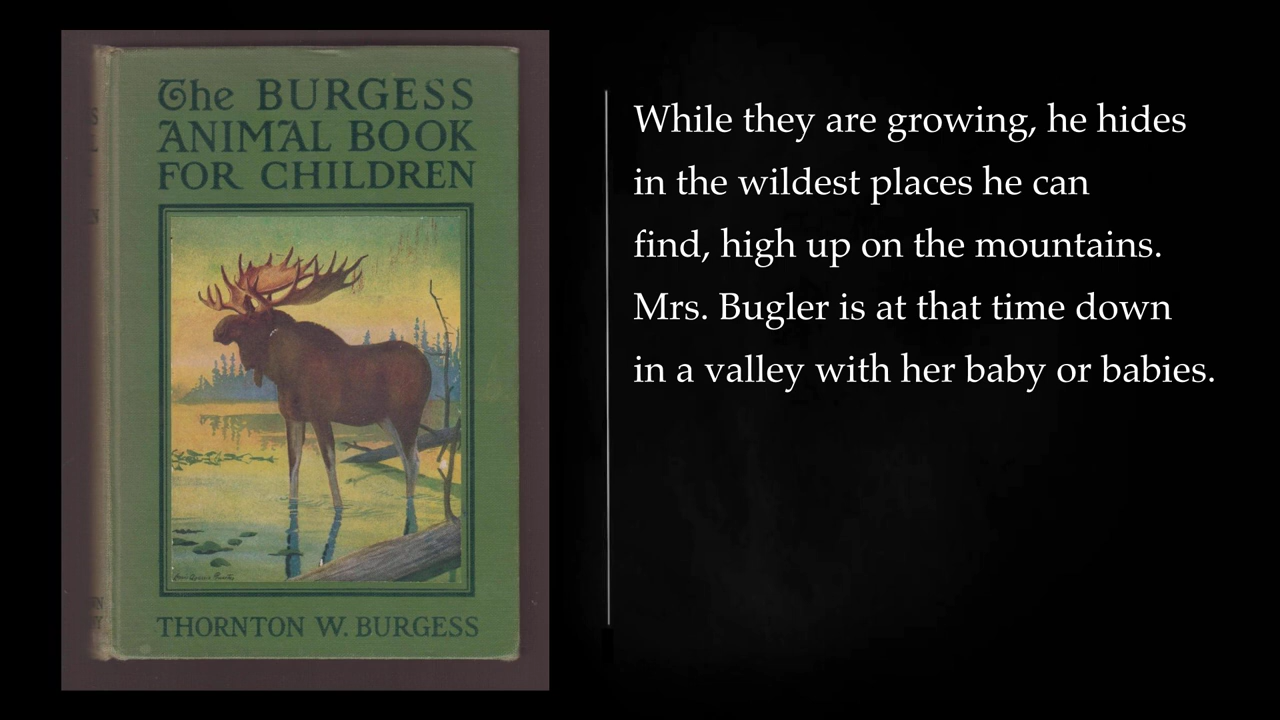 The BURGESS
ANIMAL BOOK
FOR CHILDREN
THORNTON W. BURGESS
While they are growing, he hides
in the wildest places he can
find, high up on the mountains.
Mrs. Bugler is at that time down
in a valley with her baby or babies.